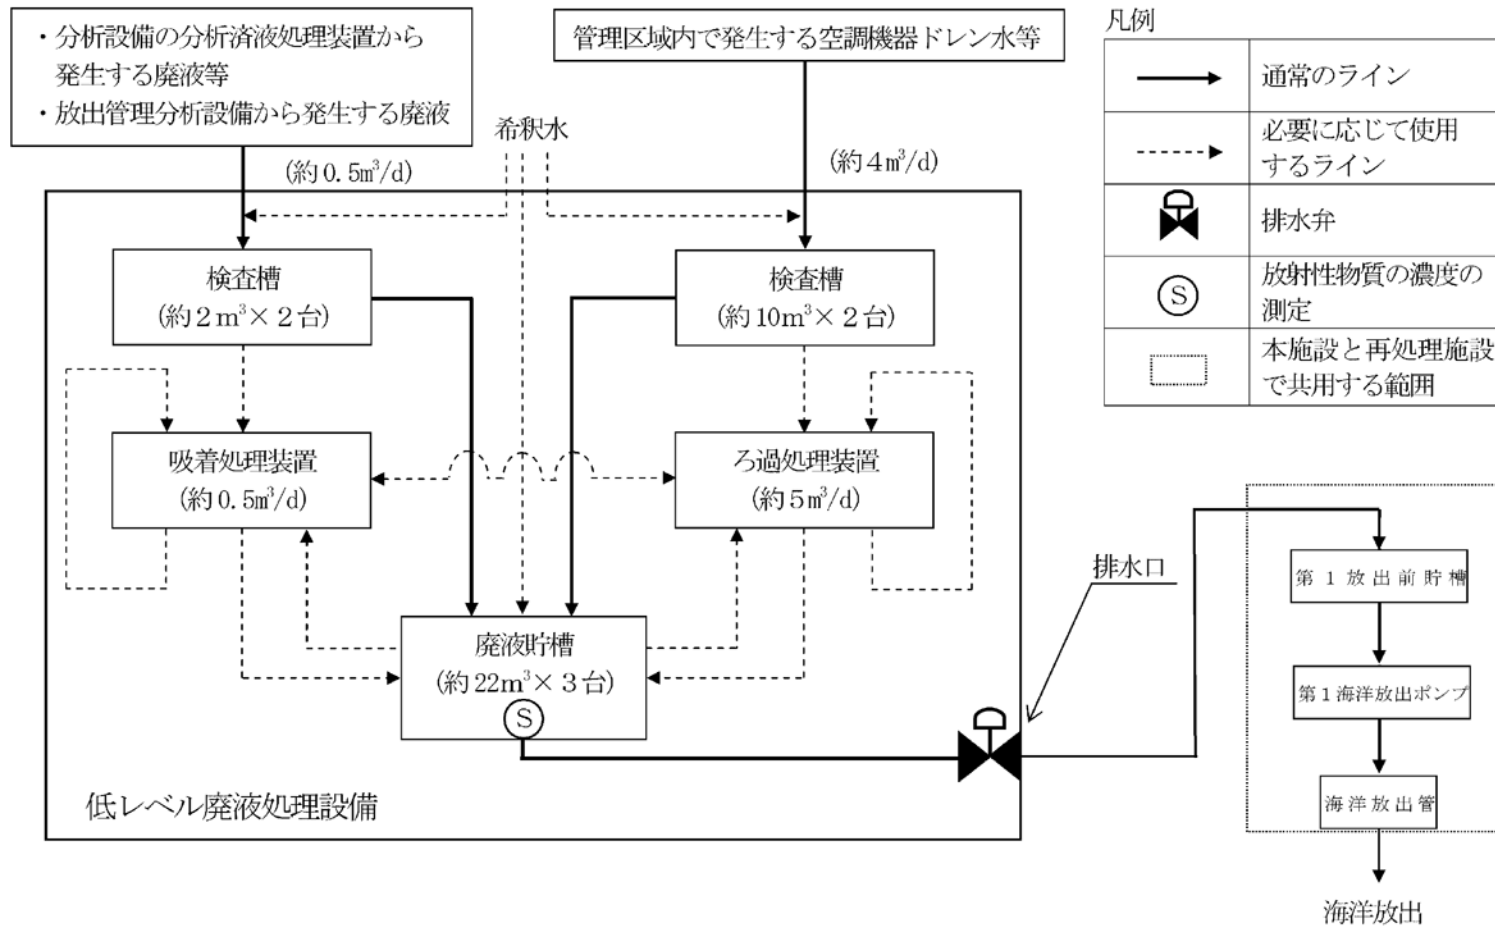 ・分析設備の分析済液処理装置から
発生する廃液等
・放出管理分析設備から発生する廃液
管理区域内で発生する空調機器ドレン水等
希釈水
(約0.5m³/d)
(約4m³/d)
検査槽
(約2m³×2台)
検査槽
(約10m³×2台)
吸着処理装置
(約0.5m³/d)
ろ過処理装置
(約5m³/d)
廃液貯槽
(約22m³×3台)
S
低レベル廃液処理設備
排水口
凡例
通常のライン
必要に応じて使用
するライン
排水弁
S
放射性物質の濃度の
測定
本施設と再処理施設
で共用する範囲
第1放出前貯槽
第1海洋放出ポンプ
海洋放出管
海洋放出